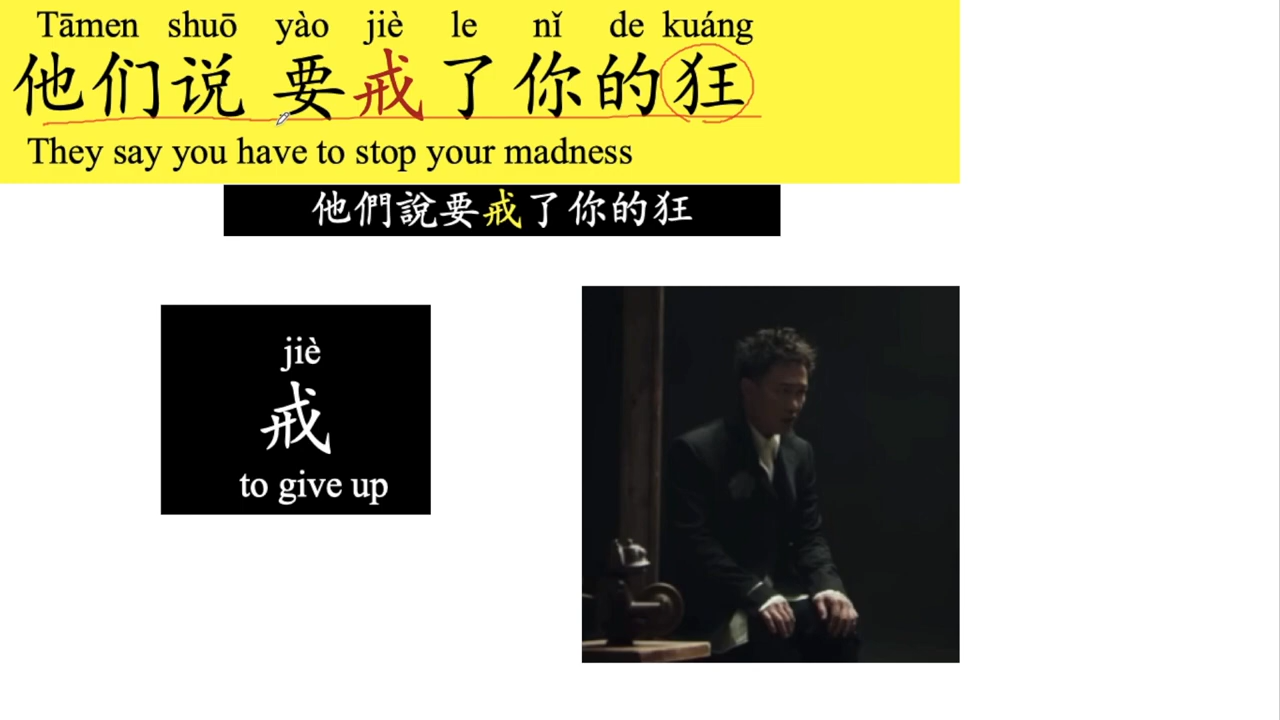 Tāmen shuō yào jiè le nǐ de kuáng
他们说 要戒了你的狂
They say you have to stop your madness
他們說要戒了你的狂
jiè
戒
to give up